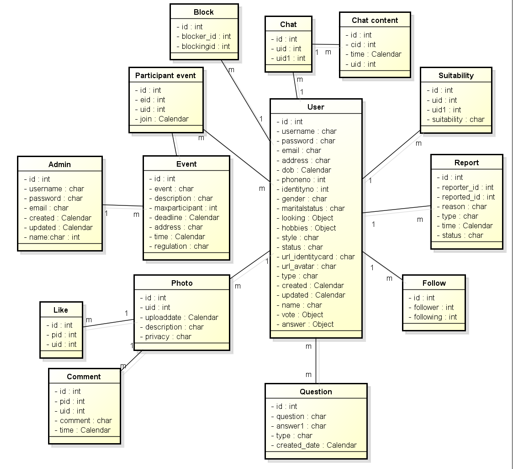 Block
- id : int
- blocker_id : int
- blockingid : int
Chat
- id : int
- uid : int
- uid1 : int
Chat content
- id : int
- cid : int
- time : Calendar
- uid : int
1
m
m
m
1
1
Participant event
- id : int
- eid : int
- uid : int
- join : Calendar
m
m
Suitability
- id : int
- uid : int
- uid1 : int
- suitability : char
m
1
User
- id : int
- username : char
- password : char
- email : char
- address : char
- dob : Calendar
- phoneno : int
- identityno : int
- gender : char
- maritalstatus : char
- looking : Object
- hobbies : Object
- style : char
- status : char
- url_identitycard : char
- url_avatar : char
- type : char
- created : Calendar
- updated : Calendar
- name : char
- vote : Object
- answer : Object
Admin
- id : int
- username : char
- password : char
- email : char
- created : Calendar
- updated : Calendar
- name:char : int
1
m
Event
- id : int
- event : char
- description : char
- maxparticipant : int
- deadline : Calendar
- address : char
- time : Calendar
- regulation : char
Report
- id : int
- reporter_id : int
- reported_id : int
- reason : char
- type : char
- time : Calendar
- status : char
1
m
1
m
Follow
- id : int
- follower : int
- following : int
1
m
Photo
- id : int
- uid : int
- uploaddate : Calendar
- description : char
- privacy : char
Like
- id : int
- pid : int
- uid : int
m
1
1
m
Comment
- id : int
- pid : int
- uid : int
- comment : char
- time : Calendar
m
m
Question
- id : int
- question : char
- answer1 : char
- type : char
- created_date : Calendar